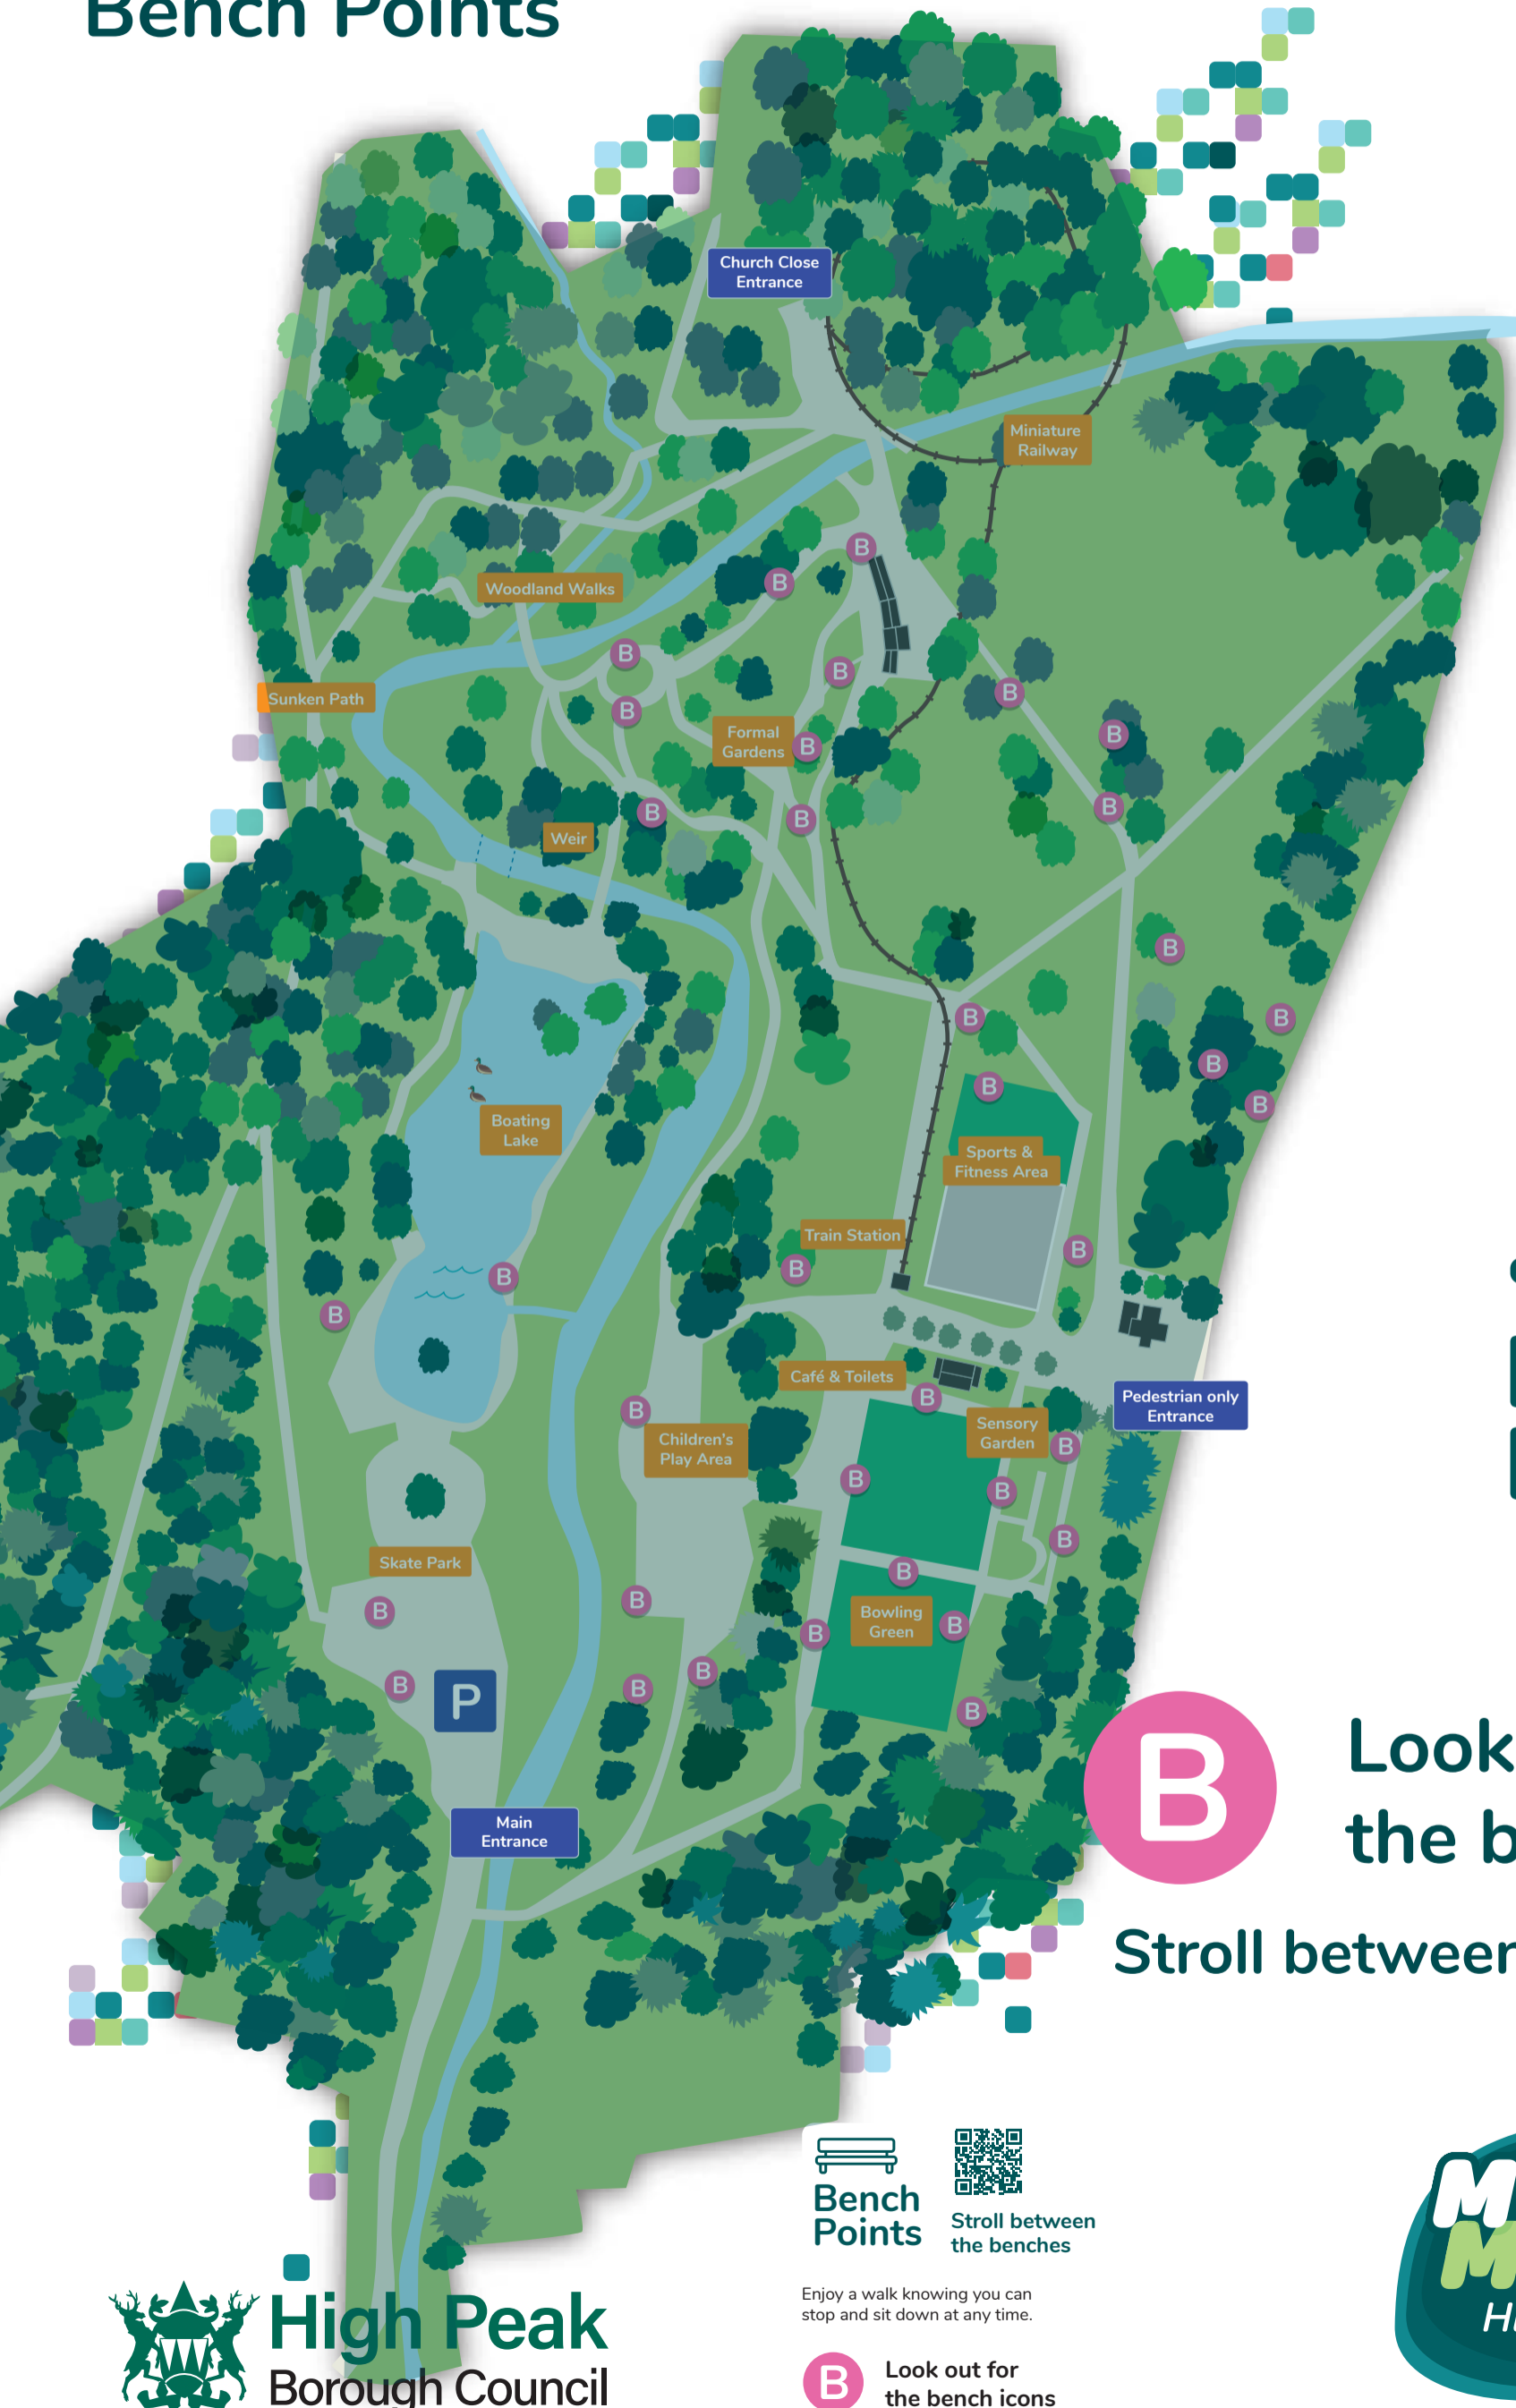 Bench Points
Church Close
Entrance
Miniature
Railway
B
B
Woodland Walks
B
B
B
Sunken Path
B
Formal
Gardens
B
B
B
B
B
B
Weir
B
B
B
B
B
B
Boating
Lake
Sports &
Fitness Area
Train Station
B
B
B
B
Café & Toilets
B
Pedestrian only
Entrance
B
Sensory
Garden
Children's
Play Area
B
B
B
B
Skate Park
B
B
B
Bowling
Green
B
B
B
B
B
B
P
B
Look
the b
Main
Entrance
Stroll between
Bench
Points
Stroll between
the benches
Enjoy a walk knowing you can
stop and sit down at any time.
High Peak
Borough Council
B
Look out for
the bench icons
M
M